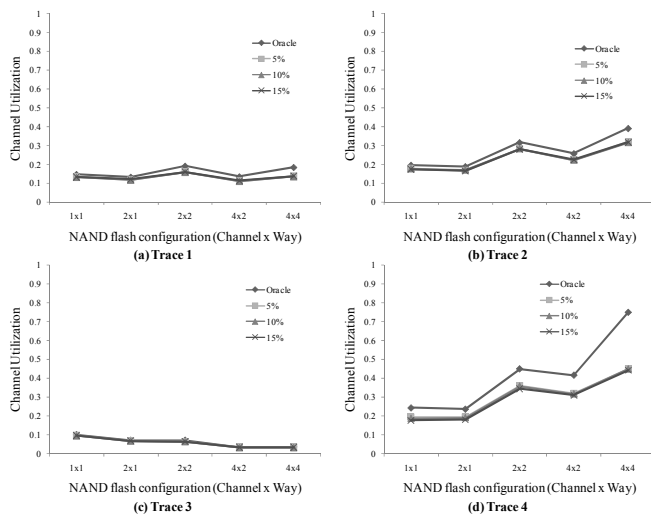 1
0.9
0.8
0.7
0.6
0.5
0.4
0.3
0.2
0.1
0
Channel Utilization
Oracle
5%
10%
15%
1x1 2x1 2x2 4x2 4x4
NAND flash configuration (Channel x Way)
(a) Trace 1
1
0.9
0.8
0.7
0.6
0.5
0.4
0.3
0.2
0.1
0
Channel Utilization
Oracle
5%
10%
15%
1x1 2x1 2x2 4x2 4x4
NAND flash configuration (Channel x Way)
(b) Trace 2
1
0.9
0.8
0.7
0.6
0.5
0.4
0.3
0.2
0.1
0
Channel Utilization
Oracle
5%
10%
15%
1x1 2x1 2x2 4x2 4x4
NAND flash configuration (Channel x Way)
(c) Trace 3
1
0.9
0.8
0.7
0.6
0.5
0.4
0.3
0.2
0.1
0
Channel Utilization
Oracle
5%
10%
15%
1x1 2x1 2x2 4x2 4x4
NAND flash configuration (Channel x Way)
(d) Trace 4